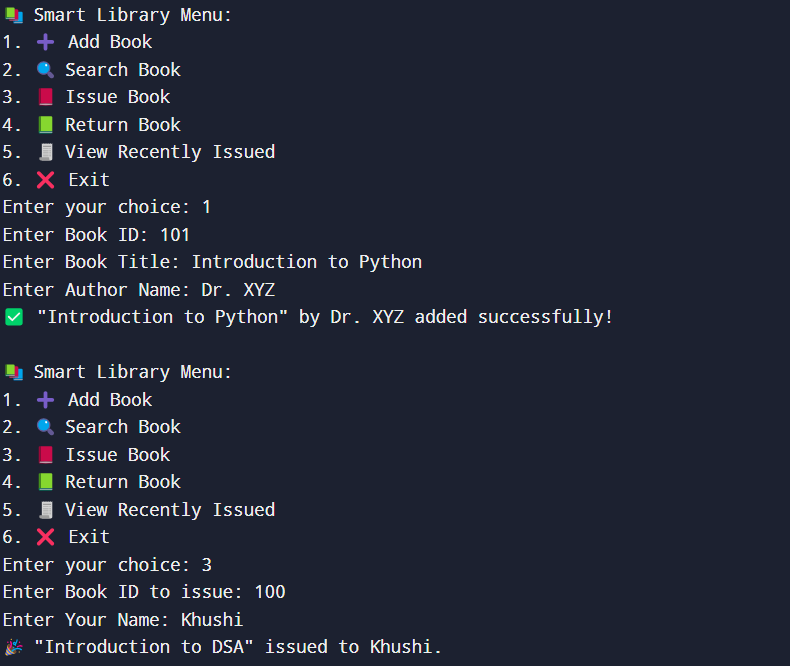 📚 Smart Library Menu:
1. ➕ Add Book
2. 🔍 Search Book
3. 📕 Issue Book
4. 📗 Return Book
5. 🧾 View Recently Issued
6. ❌ Exit
Enter your choice: 1
Enter Book ID: 101
Enter Book Title: Introduction to Python
Enter Author Name: Dr. XYZ
✅ "Introduction to Python" by Dr. XYZ added successfully!
📚 Smart Library Menu:
1. ➕ Add Book
2. 🔍 Search Book
3. 📕 Issue Book
4. 📗 Return Book
5. 🧾 View Recently Issued
6. ❌ Exit
Enter your choice: 3
Enter Book ID to issue: 100
Enter Your Name: Khushi
🎉 "Introduction to DSA" issued to Khushi.